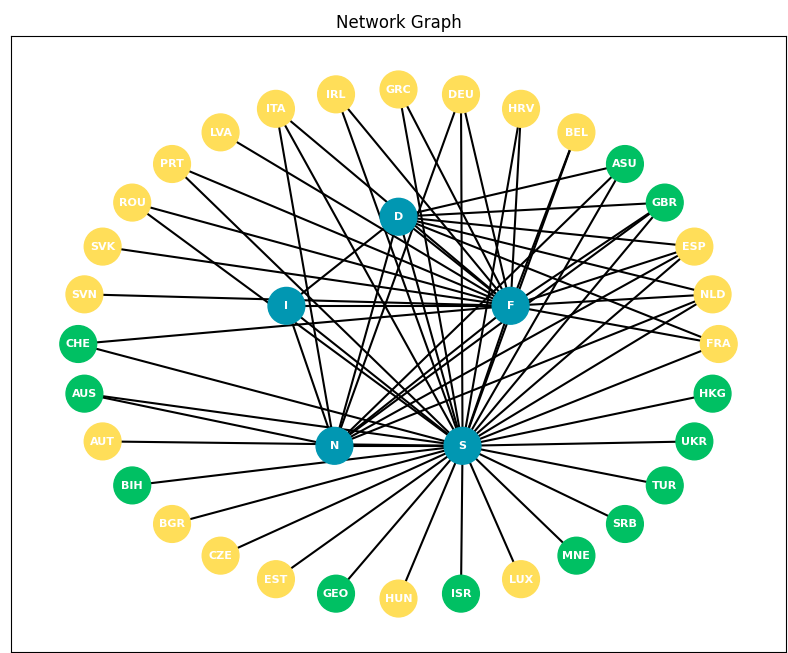 Network Graph
GRC
IRL
DEU
ITA
HRV
LVA
BEL
PRT
ASU
ROU
GBR
D
SVK
ESP
SVN
NLD
I
F
CHE
FRA
AUS
HKG
AUT
UKR
N
S
BIH
TUR
BGR
SRB
CZE
MNE
EST
LUX
GEO
ISR
HUN